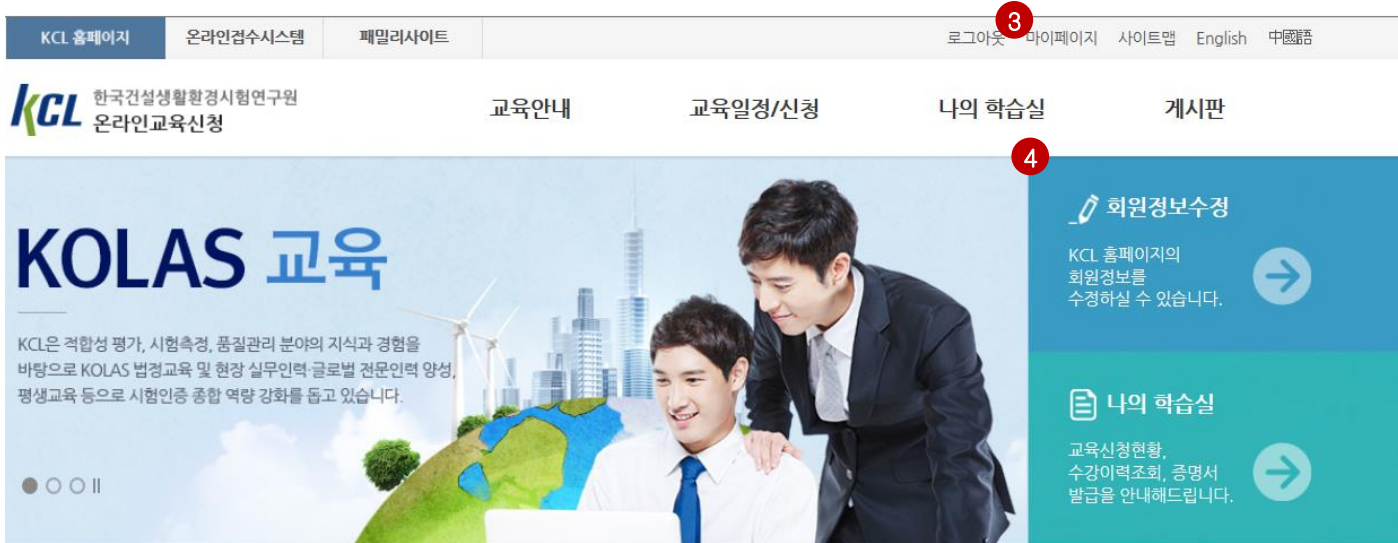 3
KCL 홈페이지 온라인접수시스템 패밀리사이트 로그아웃 마이페이지 사이트맵 English 中國語
KCL 한국건설생활환경시험연구원
온라인교육신청
교육안내 교육일정/신청 나의 학습실 게시판
4
KOLAS 교육
KCL은 적합성 평가, 시험측정, 품질관리 분야의 지식과 경험을
바탕으로 KOLAS 법정교육 및 현장 실무인력·글로벌 전문인력 양성,
평생교육 등으로 시험인증 종합 역량 강화를 돕고 있습니다.
회원정보수정
KCL 홈페이지의
회원정보를
수정하실 수 있습니다.
나의 학습실
교육신청현황,
수강이력조회, 증명서
발급을 안내해드립니다.